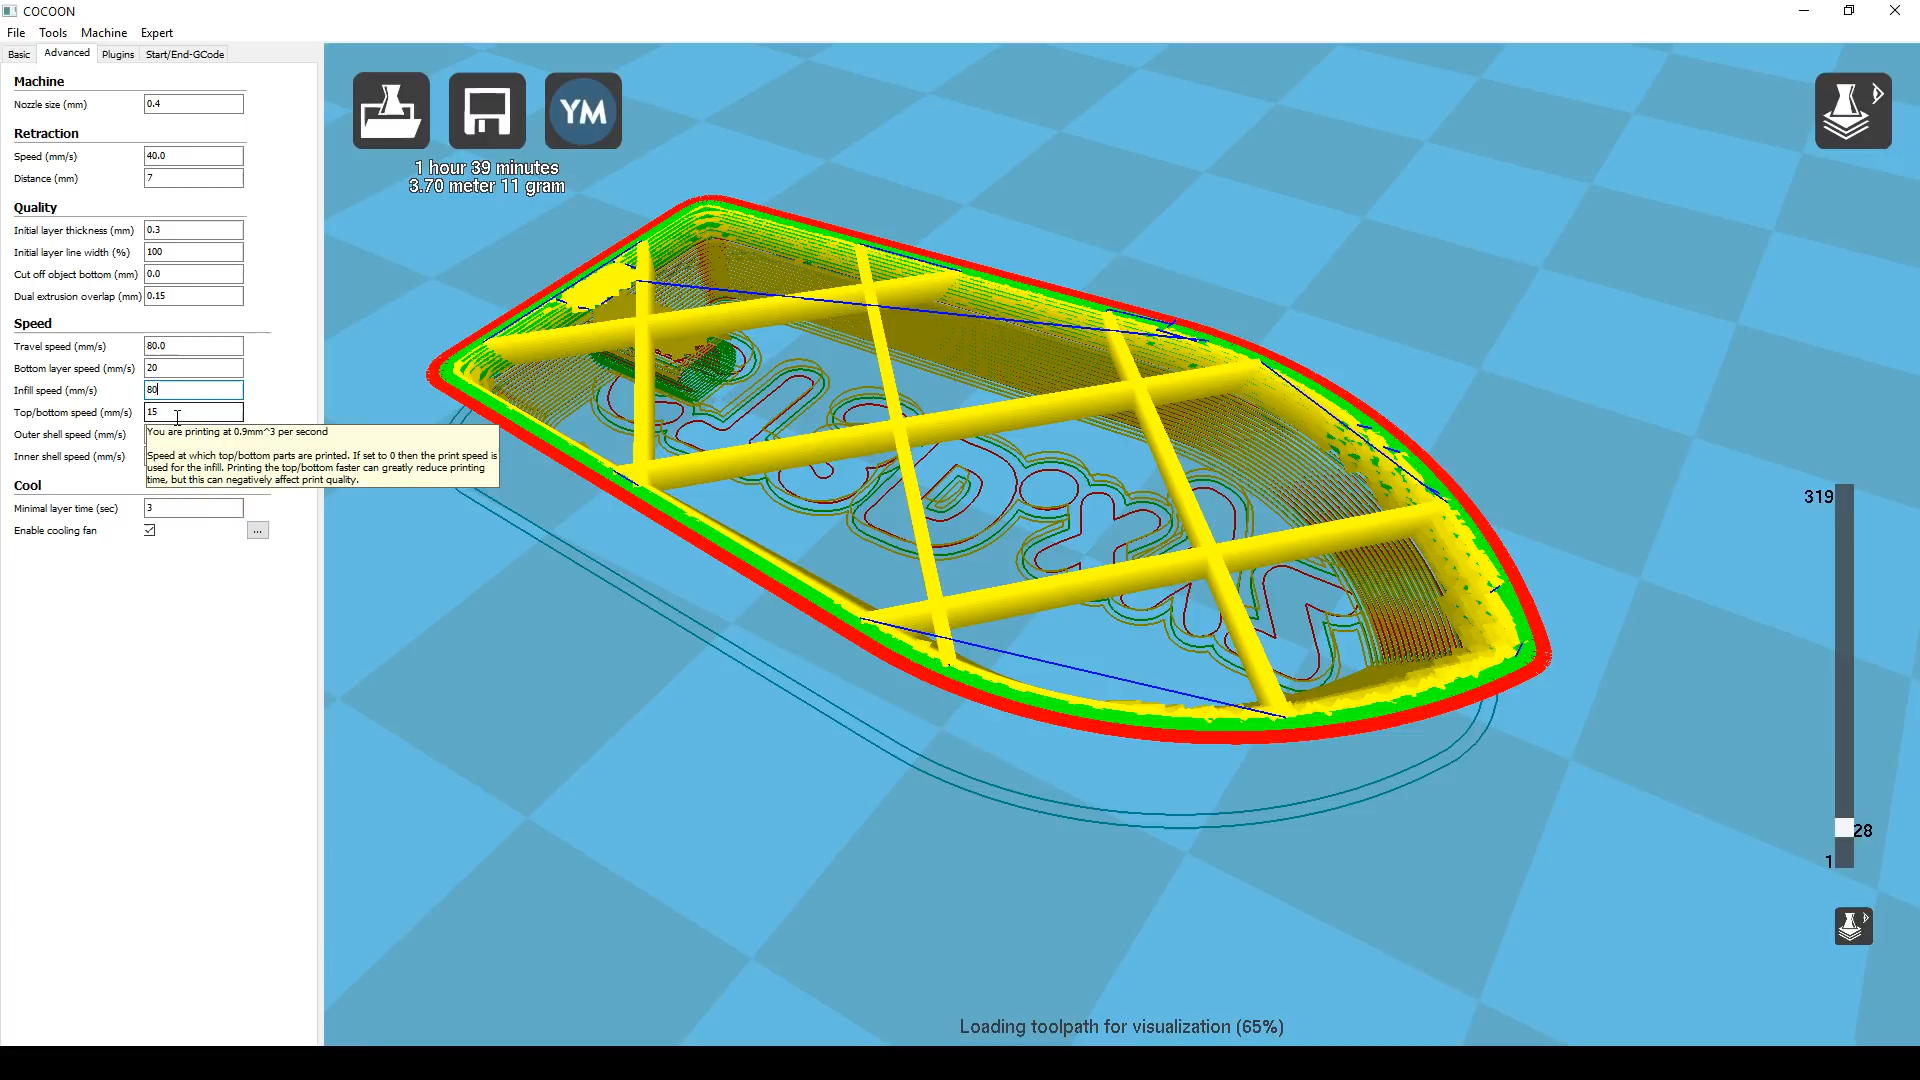 COCOON
File Tools Machine Expert
Basic Advanced Plugins Start/End-GCode
Machine
Nozzle size (mm) 0.4
Retraction
Speed (mm/s) 40.0
Distance (mm) 7
Quality
Initial layer thickness (mm) 0.3
Initial layer line width (%) 100
Cut off object bottom (mm) 0.0
Dual extrusion overlap (mm) 0.15
Speed
Travel speed (mm/s) 80.0
Bottom layer speed (mm/s) 20
Infill speed (mm/s) 80
Top/bottom speed (mm/s) 15
Outer shell speed (mm/s)
Inner shell speed (mm/s)
You are printing at 0.9mm^3 per second
Speed at which top/bottom parts are printed. If set to 0 then the print speed is
used for the infill. Printing the top/bottom faster can greatly reduce printing
time, but this can negatively affect print quality.
Cool
Minimal layer time (sec) 3
Enable cooling fan ...
YM
1 hour 39 minutes
3.70 meter 11 gram
319
28
1
Loading toolpath for visualization (65%)